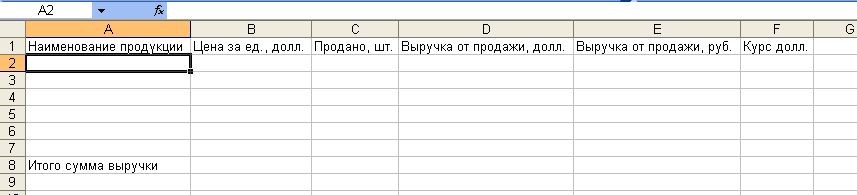 A2 fx
A B C D E F G
1 Наименование продукции Цена за ед., долл. Продано, шт. Выручка от продажи, долл. Выручка от продажи, руб. Курс долл.
2
3
4
5
6
7
8 Итого сумма выручки
9